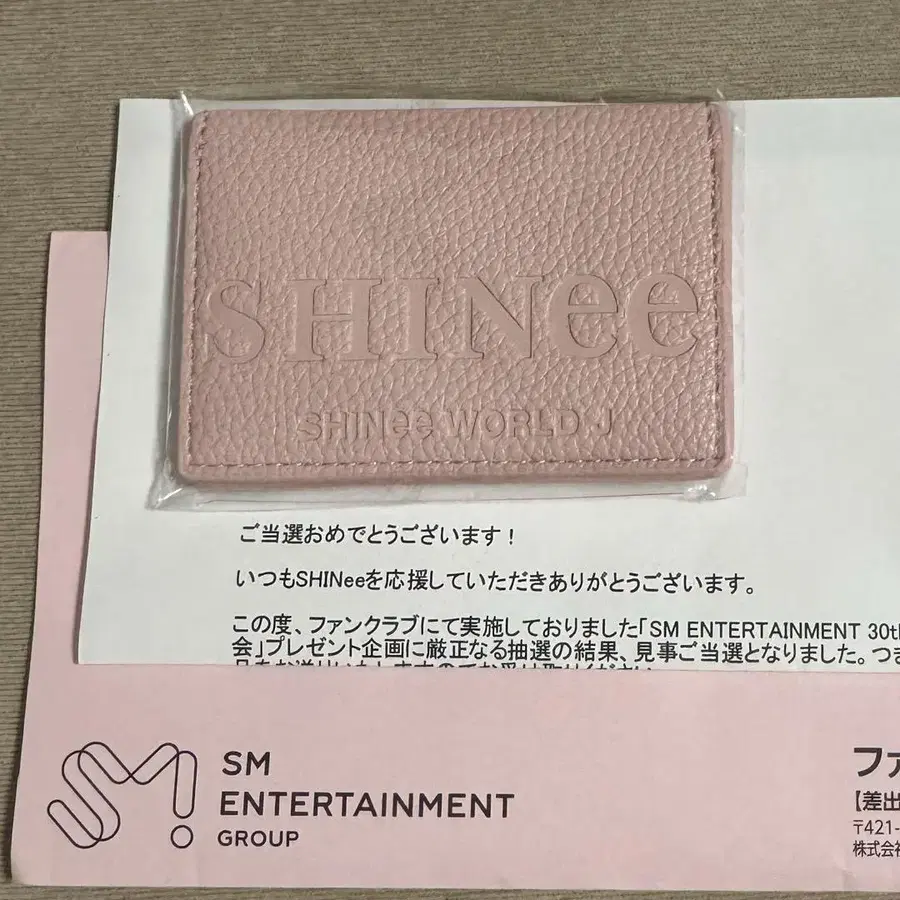 SHINee
SHINee WORLD J
ご当選おめでとうございます！
いつもSHINeeを応援していただきありがとうございます。
この度、ファンクラブにて実施しておりました「SM ENTERTAINMENT 30t
会」プレゼント企画に厳正なる抽選の結果、見事ご当選となりました。つき
SM
ENTERTAINMENT
GROUP
ファ
【差出
〒421-
株式会社